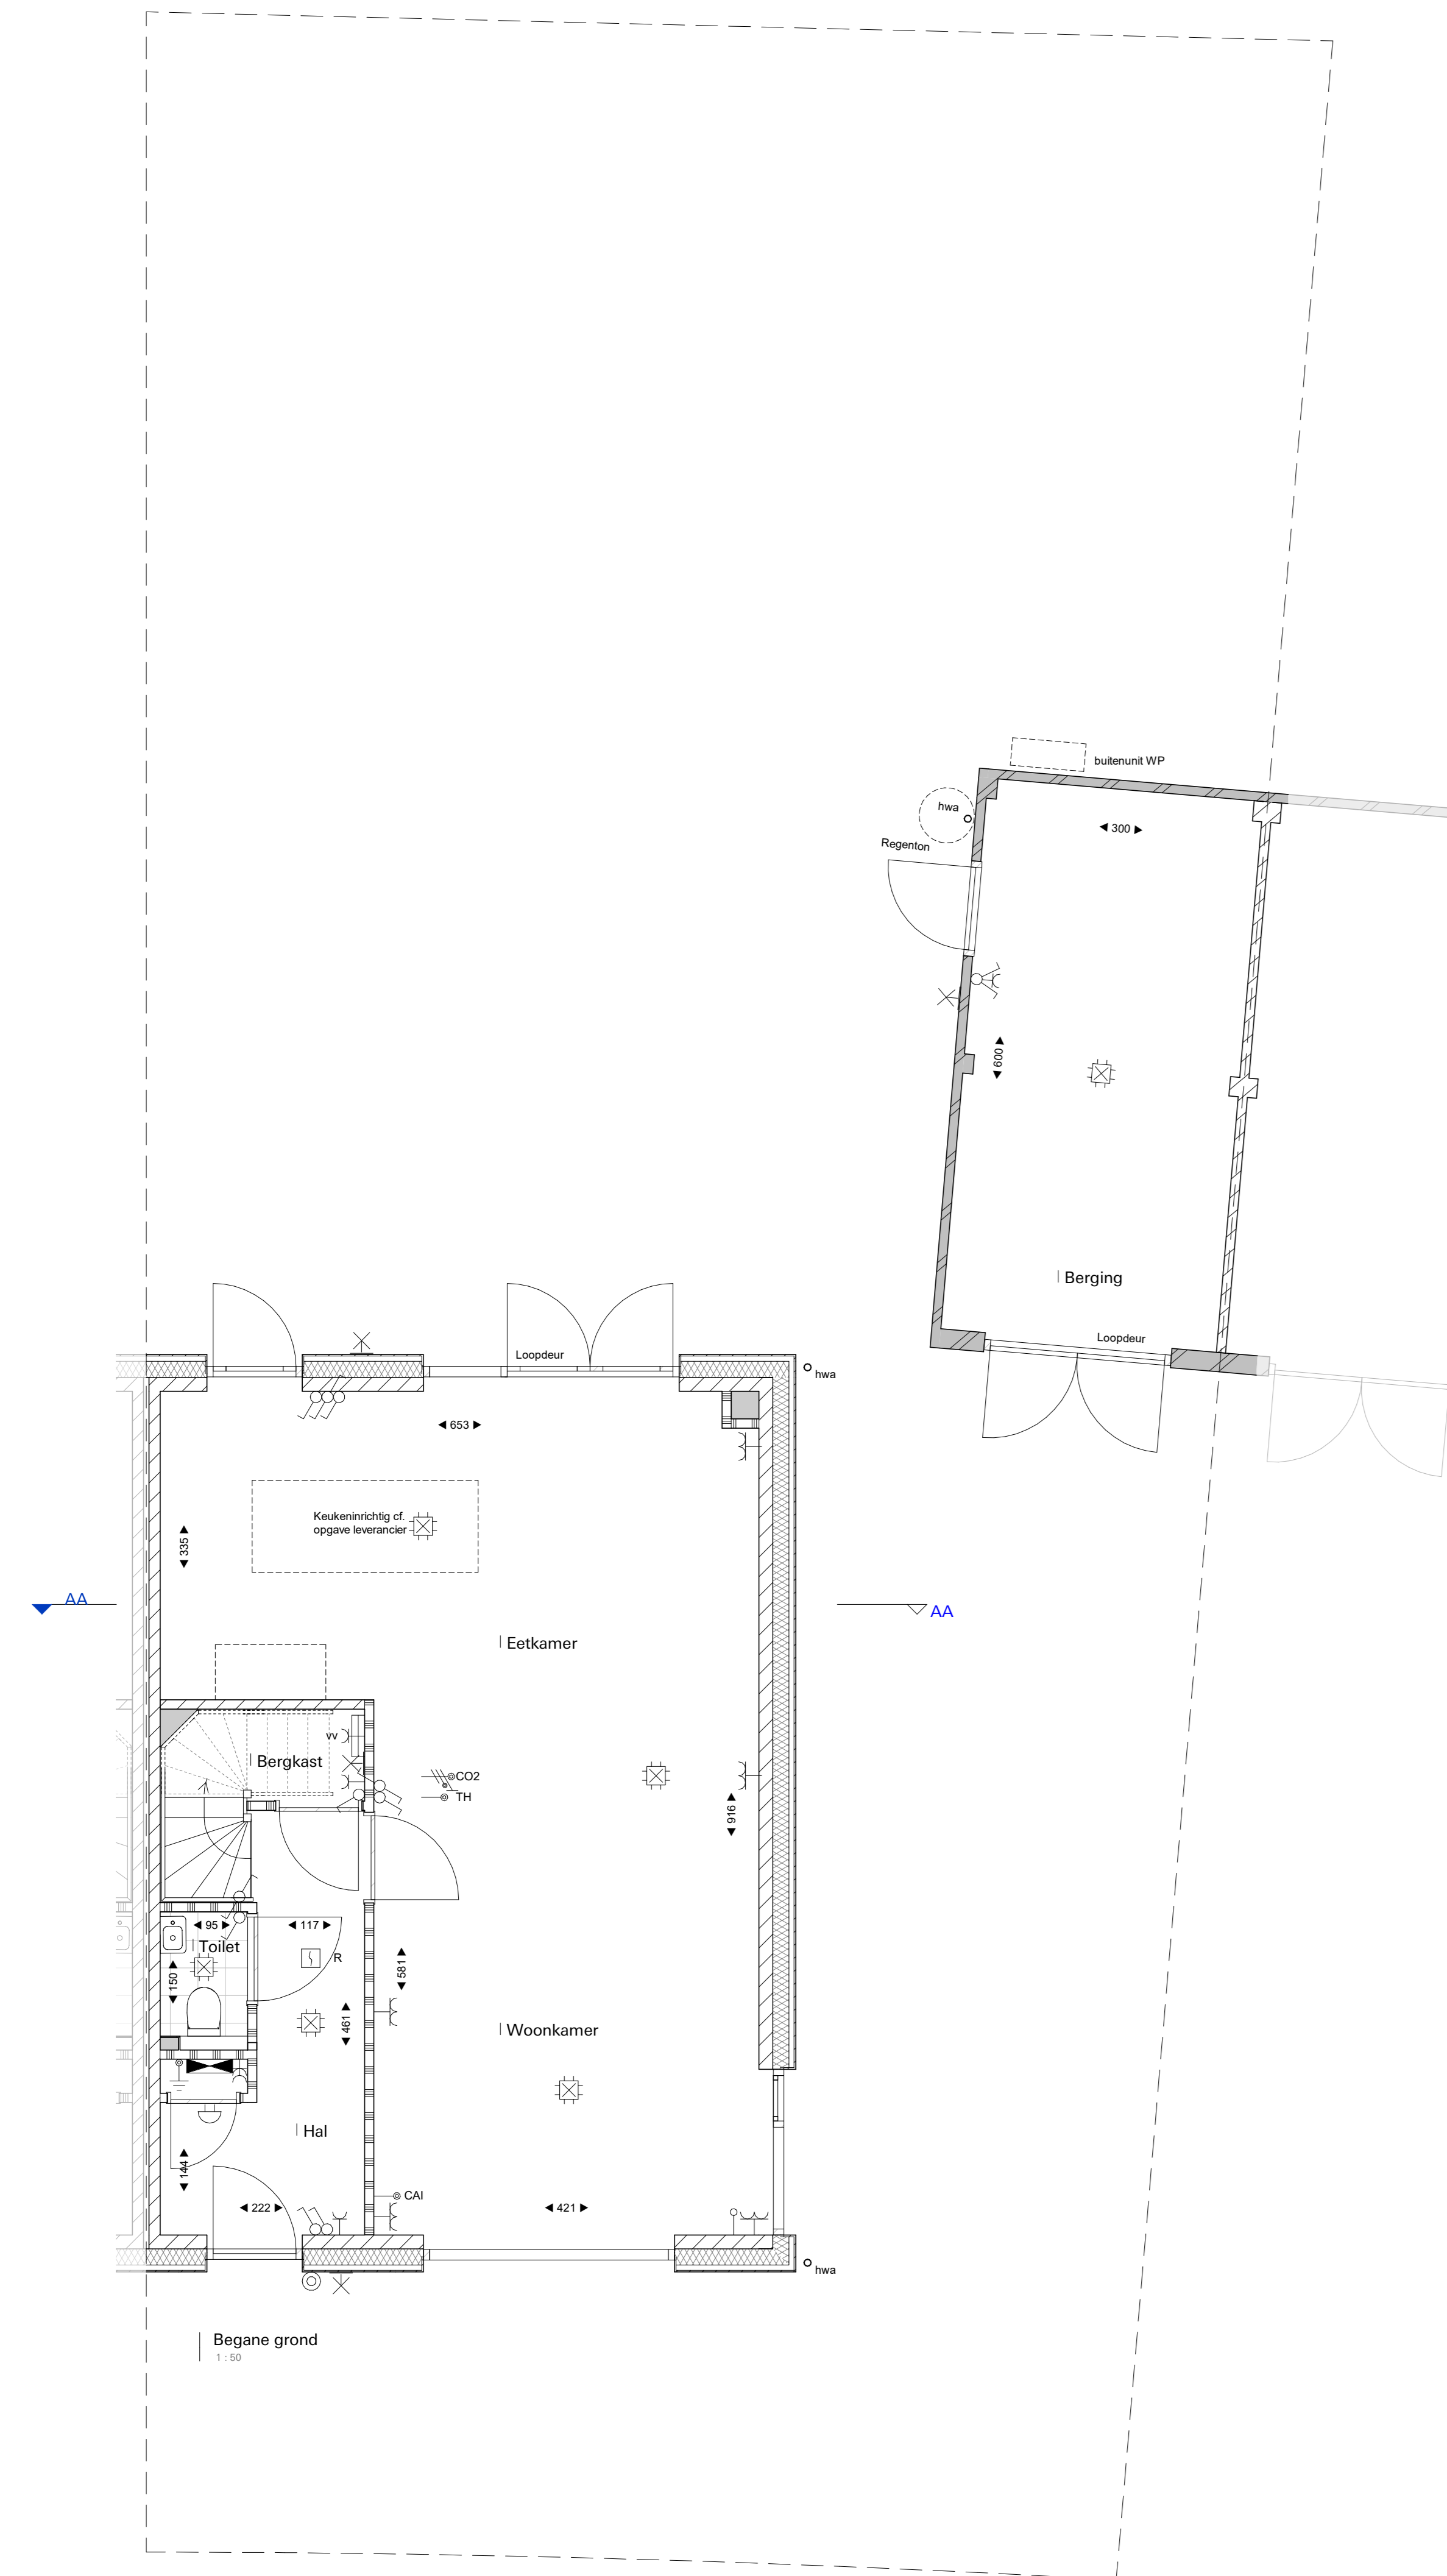 buitenunit WP
hwa
300
Regenton
600
Berging
Loopdeur
Loopdeur
hwa
653
Keukeninrichtig cf.
opgave leverancier
335
AA
AA
Eetkamer
vv
Bergkast
CO2
TH
916
95
117
Toilet
R
150
581
461
Woonkamer
Hal
144
CAI
222
421
hwa
Begane grond
1 : 50